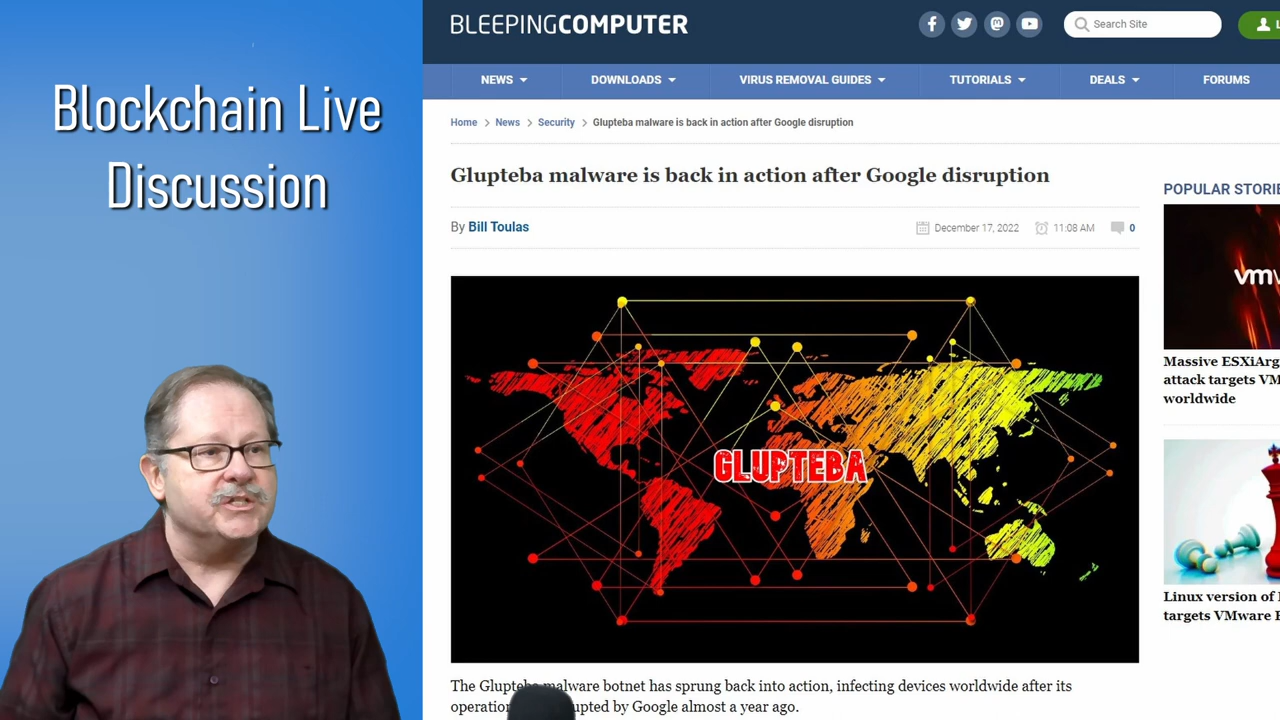 Blockchain Live
Discussion
BLEEPINGCOMPUTER
Search Site
NEWS
DOWNLOADS
VIRUS REMOVAL GUIDES
TUTORIALS
DEALS
FORUMS
Home > News > Security > Glupteba malware is back in action after Google disruption
Glupteba malware is back in action after Google disruption
By Bill Toulas
December 17, 2022
11:08 AM
0
GLUPTEBA
The Glupteba malware botnet has sprung back into action, infecting devices worldwide after its
by Google almost a year ago.
POPULAR STORIE
vm
Massive ESXiArg
attack targets VM
worldwide
Linux version of
targets VMware